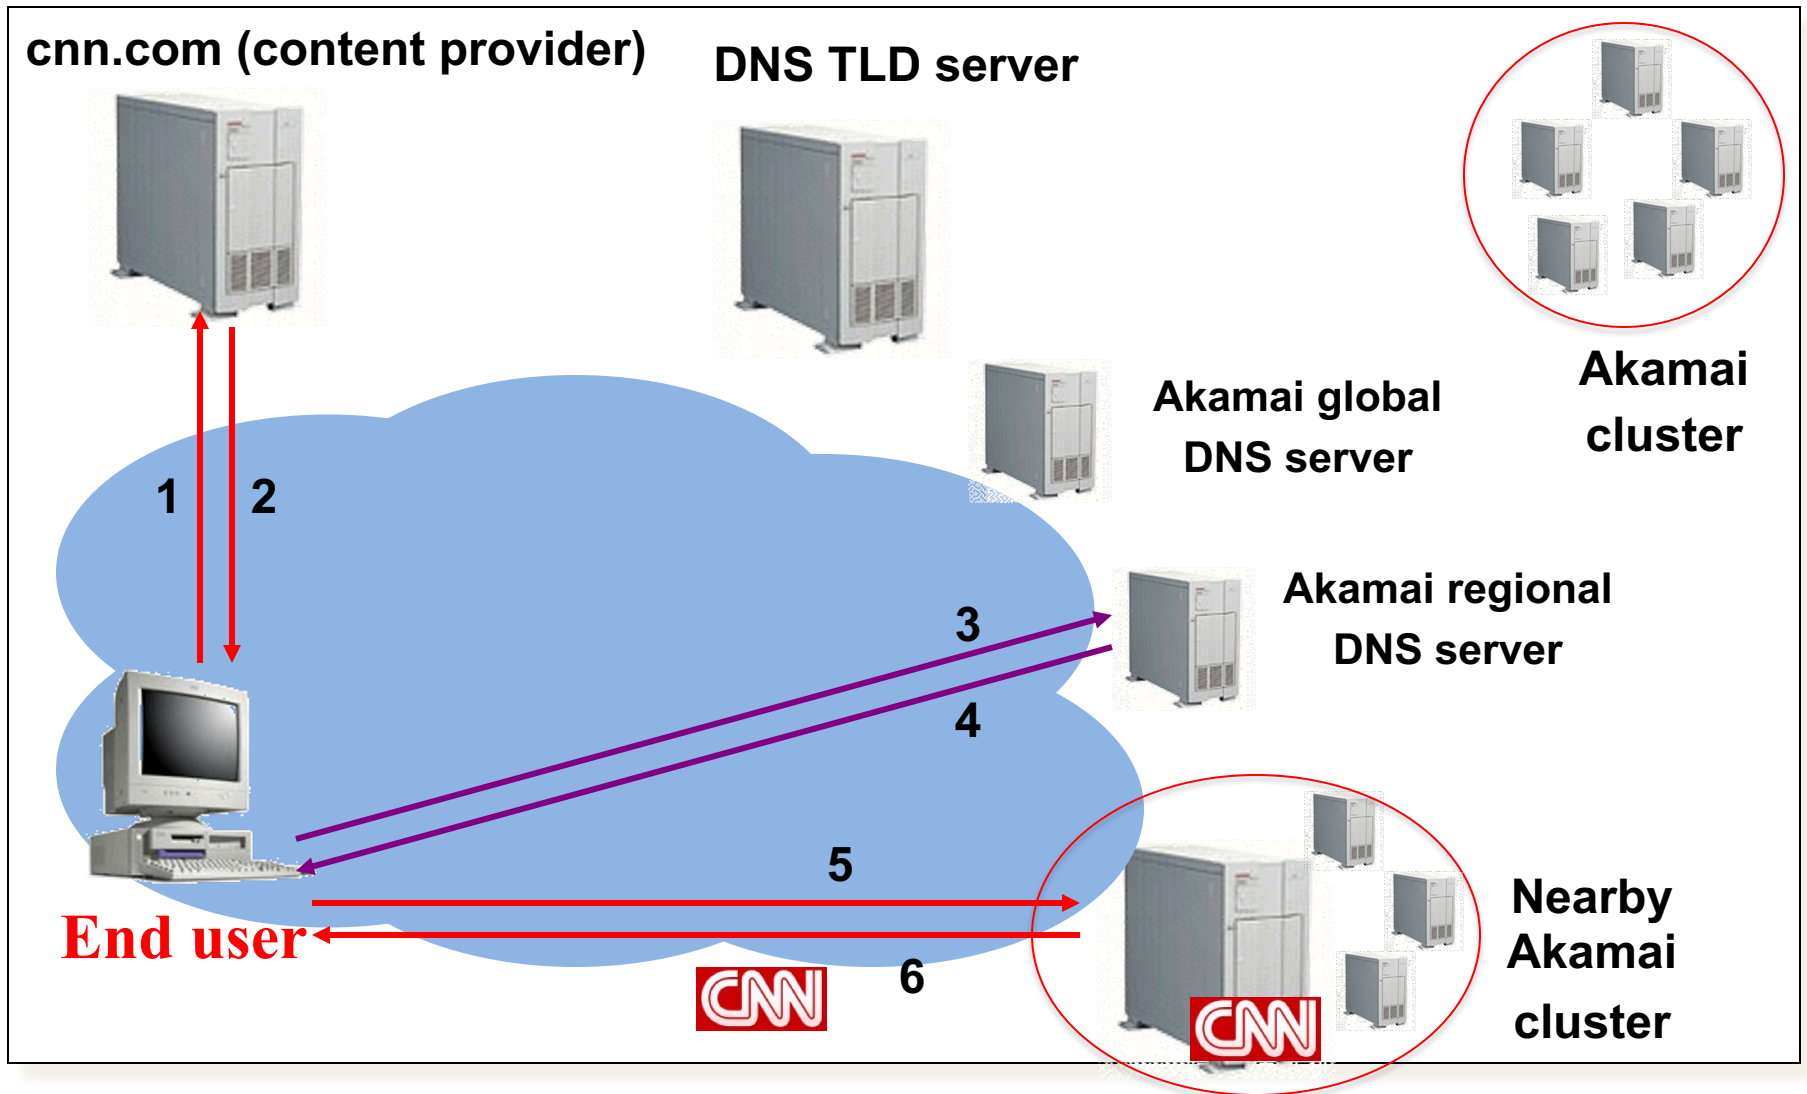 cnn.com (content provider)
DNS TLD server
Akamai
cluster
Akamai global
DNS server
1
2
Akamai regional
DNS server
3
4
5
End user
6
CNN
CNN
Nearby
Akamai
cluster